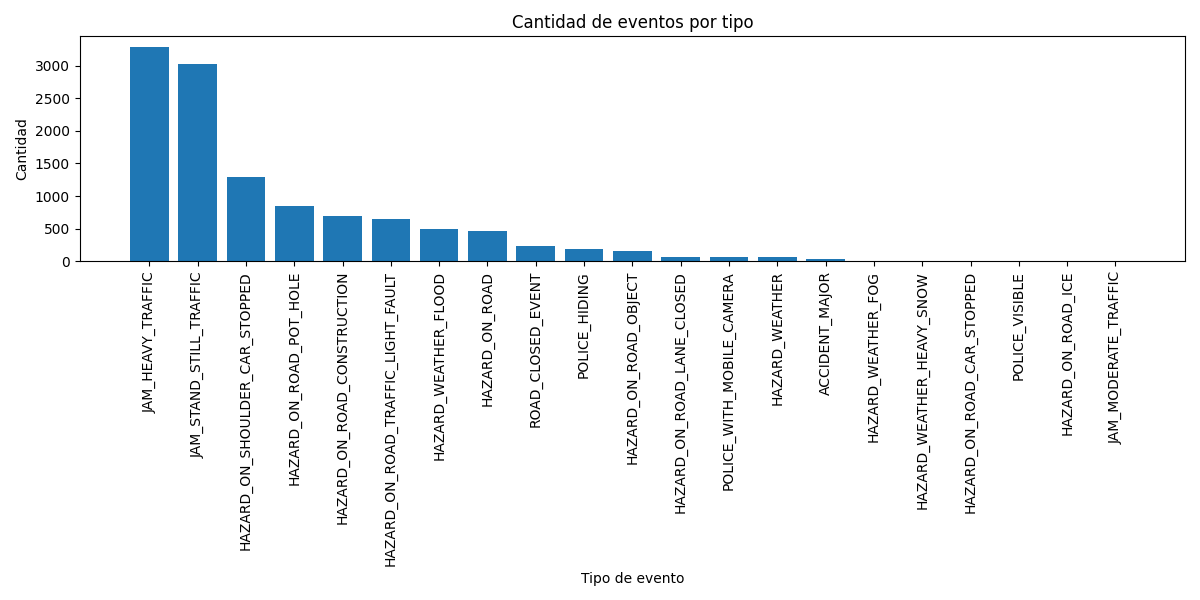 Cantidad de eventos por tipo
Cantidad
3000
2500
2000
1500
1000
500
0
JAM_HEAVY_TRAFFIC
JAM_STAND_STILL_TRAFFIC
HAZARD_ON_SHOULDER_CAR_STOPPED
HAZARD_ON_ROAD_POT_HOLE
HAZARD_ON_ROAD_CONSTRUCTION
HAZARD_ON_ROAD_TRAFFIC_LIGHT_FAULT
HAZARD_WEATHER_FLOOD
HAZARD_ON_ROAD
ROAD_CLOSED_EVENT
POLICE_HIDING
HAZARD_ON_ROAD_OBJECT
HAZARD_ON_ROAD_LANE_CLOSED
POLICE_WITH_MOBILE_CAMERA
HAZARD_WEATHER
ACCIDENT_MAJOR
HAZARD_WEATHER_FOG
HAZARD_WEATHER_HEAVY_SNOW
HAZARD_ON_ROAD_CAR_STOPPED
POLICE_VISIBLE
HAZARD_ON_ROAD_ICE
JAM_MODERATE_TRAFFIC
Tipo de evento